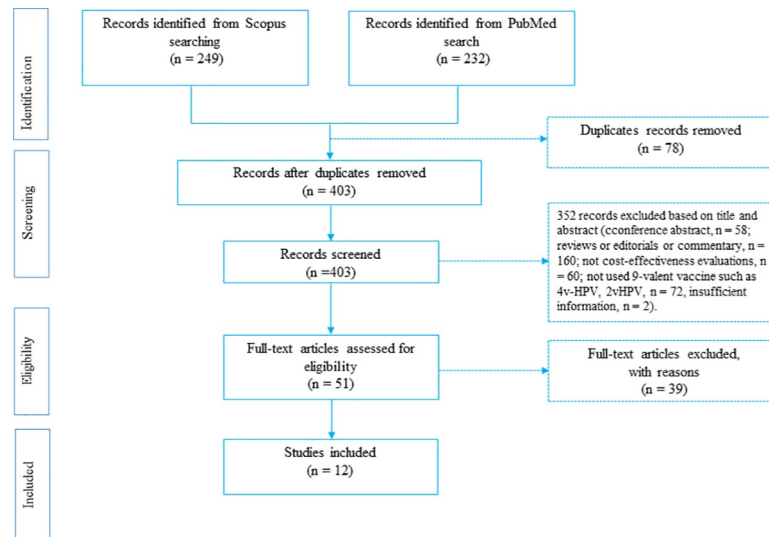 Records identified from Scopus
searching
(n = 249)
Records identified from PubMed
search
(n = 232)
Identification
Duplicates records removed
(n = 78)
Records after duplicates removed
(n = 403)
Screening
352 records excluded based on title and
abstract (cconference abstract, n = 58;
reviews or editorials or commentary, n =
160; not cost-effectiveness evaluations, n
= 60; not used 9-valent vaccine such as
4v-HPV, 2vHPV, n = 72, insufficient
information, n = 2).
Records screened
(n =403)
Full-text articles assessed for
eligibility
(n = 51)
Eligibility
Full-text articles excluded,
with reasons
(n = 39)
Studies included
(n = 12)
Included